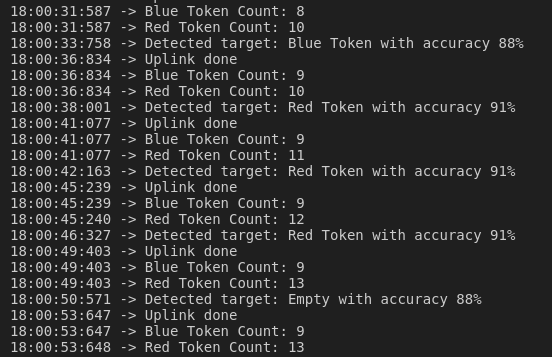 18:00:31:587 -> Blue Token Count: 8
18:00:31:587 -> Red Token Count: 10
18:00:33:758 -> Detected target: Blue Token with accuracy 88%
18:00:36:834 -> Uplink done
18:00:36:834 -> Blue Token Count: 9
18:00:36:834 -> Red Token Count: 10
18:00:38:001 -> Detected target: Red Token with accuracy 91%
18:00:41:077 -> Uplink done
18:00:41:077 -> Blue Token Count: 9
18:00:41:077 -> Red Token Count: 11
18:00:42:163 -> Detected target: Red Token with accuracy 91%
18:00:45:239 -> Uplink done
18:00:45:239 -> Blue Token Count: 9
18:00:45:240 -> Red Token Count: 12
18:00:46:327 -> Detected target: Red Token with accuracy 91%
18:00:49:403 -> Uplink done
18:00:49:403 -> Blue Token Count: 9
18:00:49:403 -> Red Token Count: 13
18:00:50:571 -> Detected target: Empty with accuracy 88%
18:00:53:647 -> Uplink done
18:00:53:647 -> Blue Token Count: 9
18:00:53:648 -> Red Token Count: 13